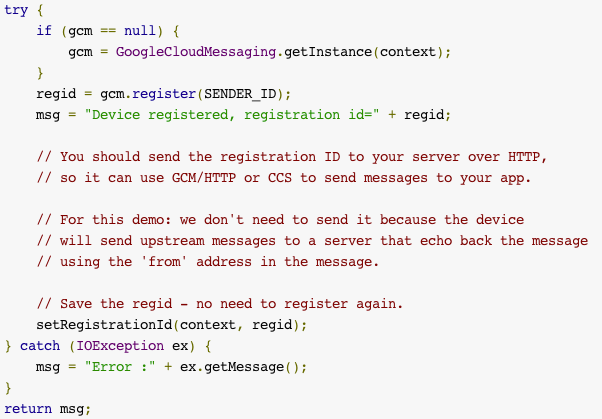 try {
    if (gcm == null) {
        gcm = GoogleCloudMessaging.getInstance(context);
    }
    regid = gcm.register(SENDER_ID);
    msg = "Device registered, registration id=" + regid;

    // You should send the registration ID to your server over HTTP,
    // so it can use GCM/HTTP or CCS to send messages to your app.

    // For this demo: we don't need to send it because the device
    // will send upstream messages to a server that echo back the message
    // using the 'from' address in the message.

    // Save the regid - no need to register again.
    setRegistrationId(context, regid);
} catch (IOException ex) {
    msg = "Error :" + ex.getMessage();
}
return msg;